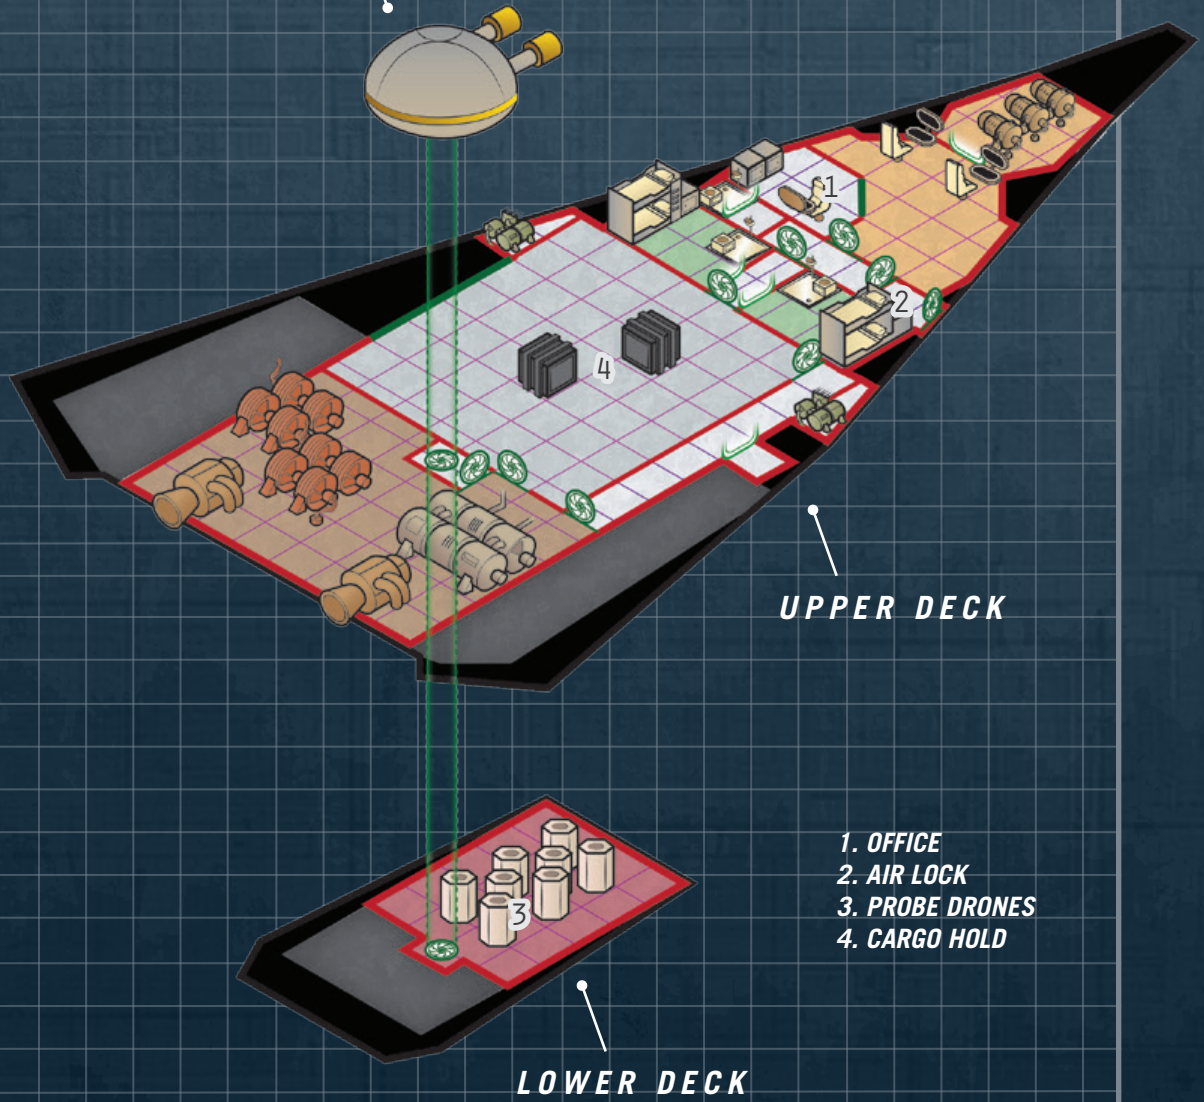 1
2
4
UPPER DECK
3
1. OFFICE
2. AIR LOCK
3. PROBE DRONES
4. CARGO HOLD
LOWER DECK